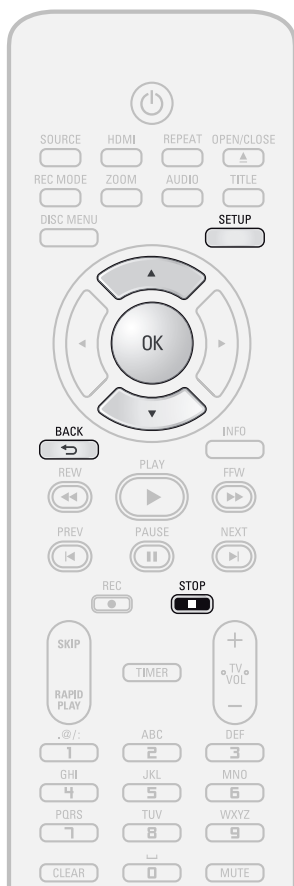 SOURCE HDMI REPEAT OPEN/CLOSE
REC MODE ZOOM AUDIO TITLE
DISC MENU SETUP
OK
BACK INFO
REW PLAY FFW
PREV PAUSE NEXT
REC STOP
SKIP
RAPID
PLAY
TIMER
+
TV
VOL
−
.@/: ABC DEF
1 2 3
GHI JKL MNO
4 5 6
PQRS TUV WXYZ
7 8 9
␣
CLEAR 0 MUTE